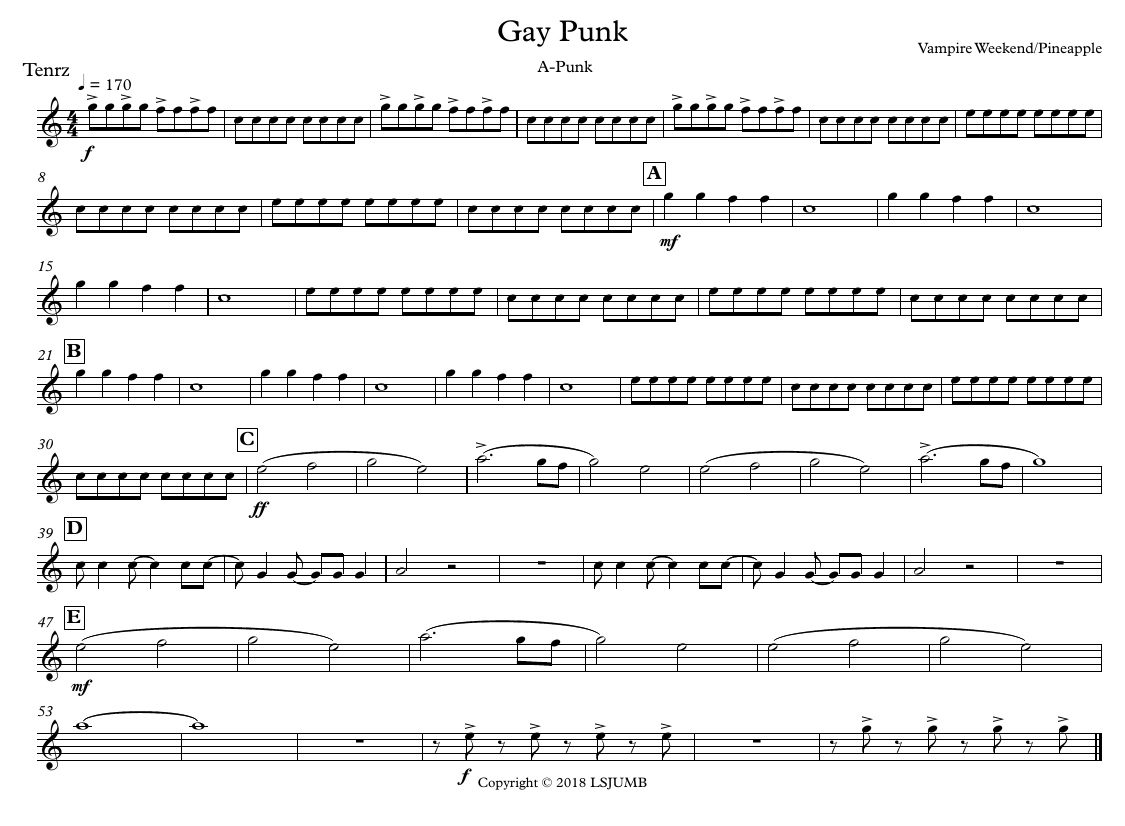 Gay Punk
Vampire Weekend/Pineapple
A-Punk
Tenrz
♩ = 170
4/4
f
8
A
mf
15
21
B
30
C
ff
39
D
47
E
mf
53
f
Copyright © 2018 LSJUMB